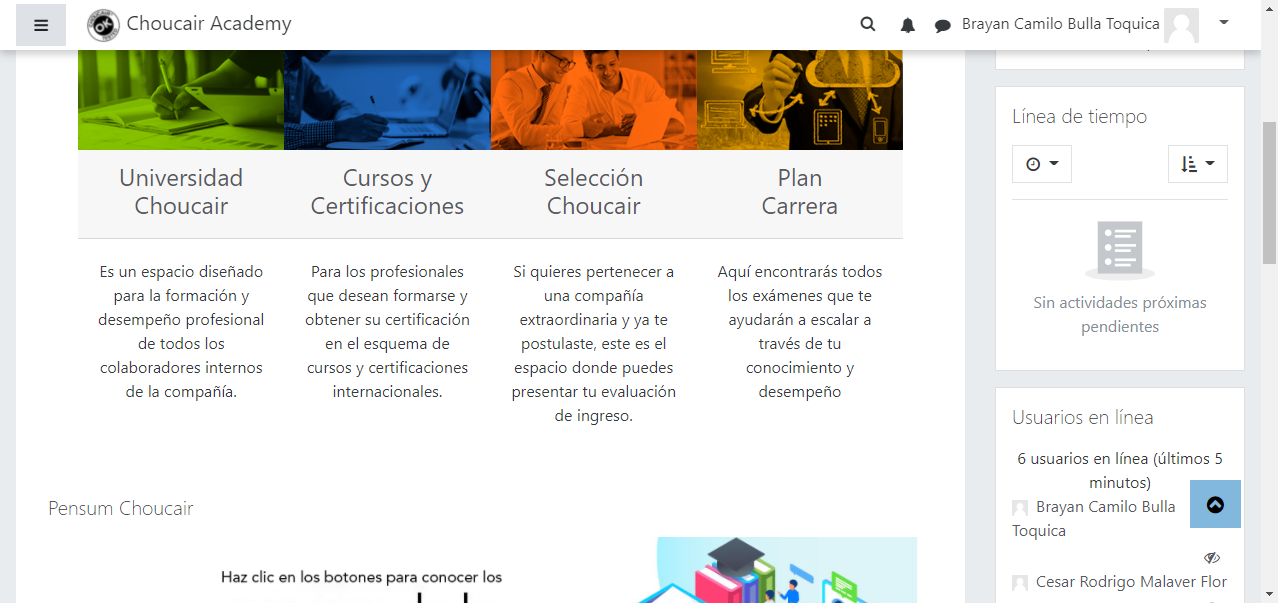 Choucair Academy
Brayan Camilo Bulla Toquica
Universidad
Choucair
Es un espacio diseñado
para la formación y
desempeño profesional
de todos los
colaboradores internos
de la compañía.
Cursos y
Certificaciones
Para los profesionales
que desean formarse y
obtener su certificación
en el esquema de
cursos y certificaciones
internacionales.
Selección
Choucair
Si quieres pertenecer a
una compañía
extraordinaria y ya te
postulaste, este es el
espacio donde puedes
presentar tu evaluación
de ingreso.
Plan
Carrera
Aquí encontrarás todos
los exámenes que te
ayudarán a escalar a
través de tu
conocimiento y
desempeño
Pensum Choucair
Haz clic en los botones para conocer los
Línea de tiempo
Sin actividades próximas
pendientes
Usuarios en línea
6 usuarios en línea (últimos 5
minutos)
Brayan Camilo Bulla
Toquica
Cesar Rodrigo Malaver Flor